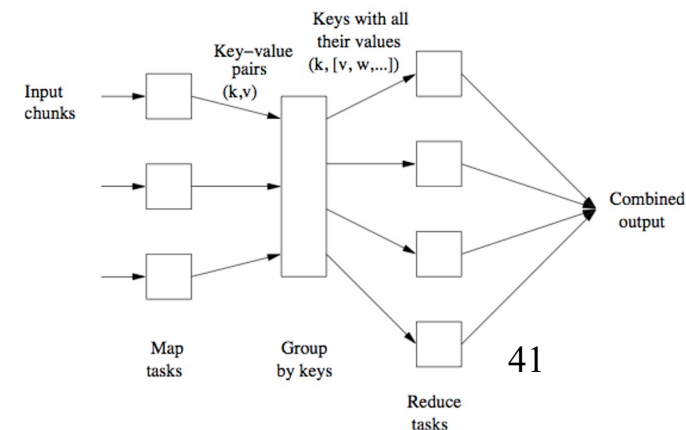 Keys with all
their values
(k, [v, w,...])
Key–value
pairs
(k,v)
Input
chunks
Combined
output
Map
tasks
Group
by keys
41
Reduce
tasks